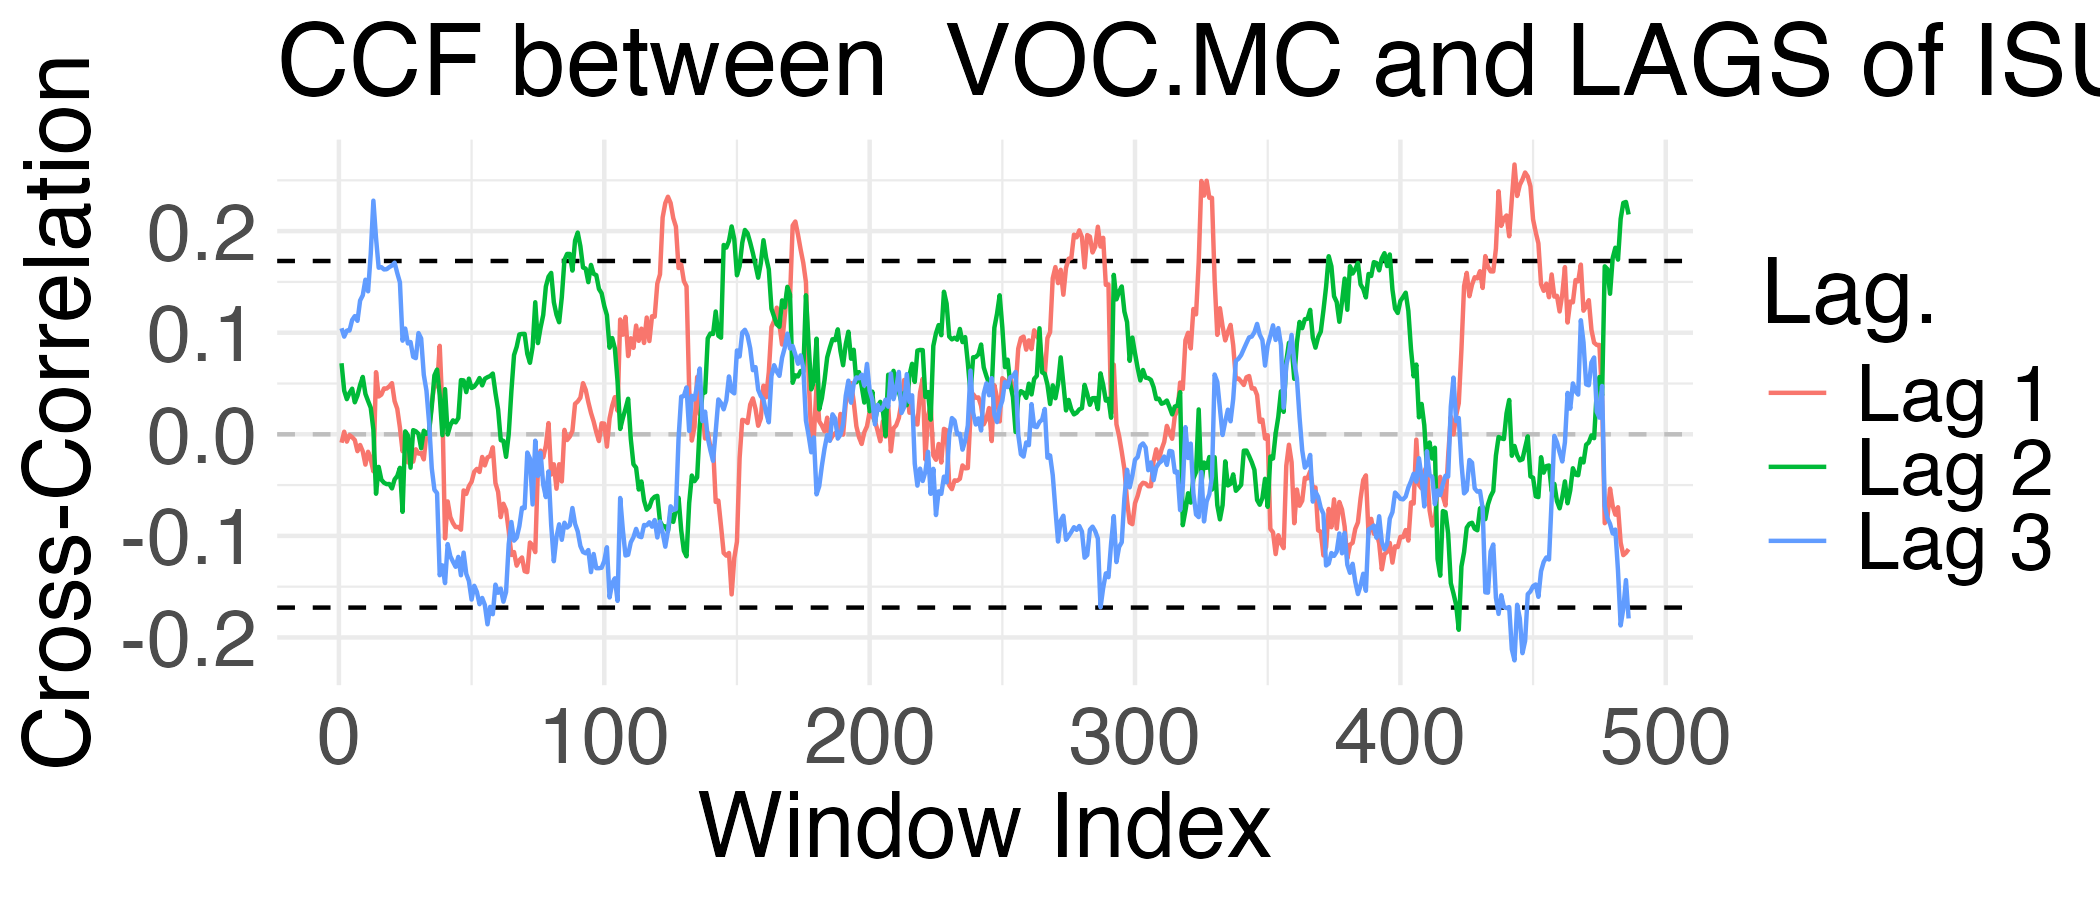 CCF between  VOC.MC and LAGS of ISU
Cross-Correlation
0.2
0.1
0.0
-0.1
-0.2
0 100 200 300 400 500
Window Index
Lag.
Lag 1
Lag 2
Lag 3